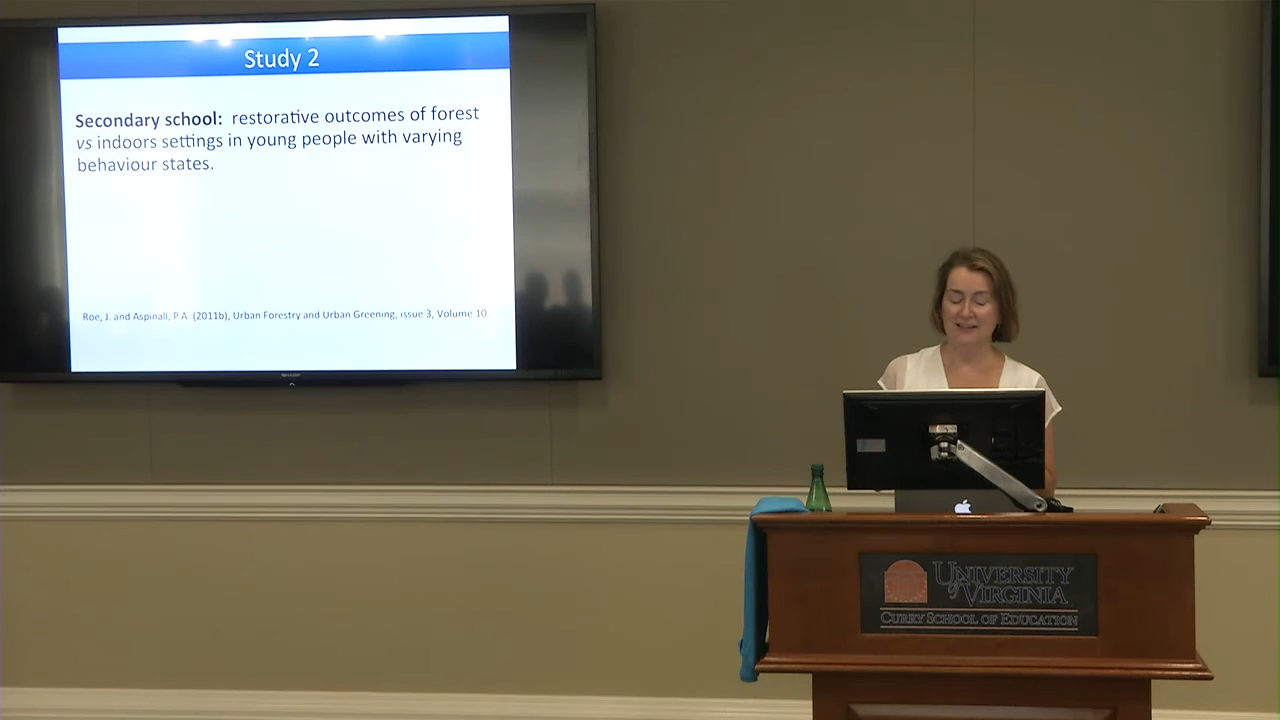 Study 2
Secondary school: restorative outcomes of forest
vs indoors settings in young people with varying
behaviour states.
Roe, J. and Aspinall, P.A. (2011b), Urban Forestry and Urban Greening, issue 3, Volume 10
SHARP
UNIVERSITY
of VIRGINIA
CURRY SCHOOL OF EDUCATION